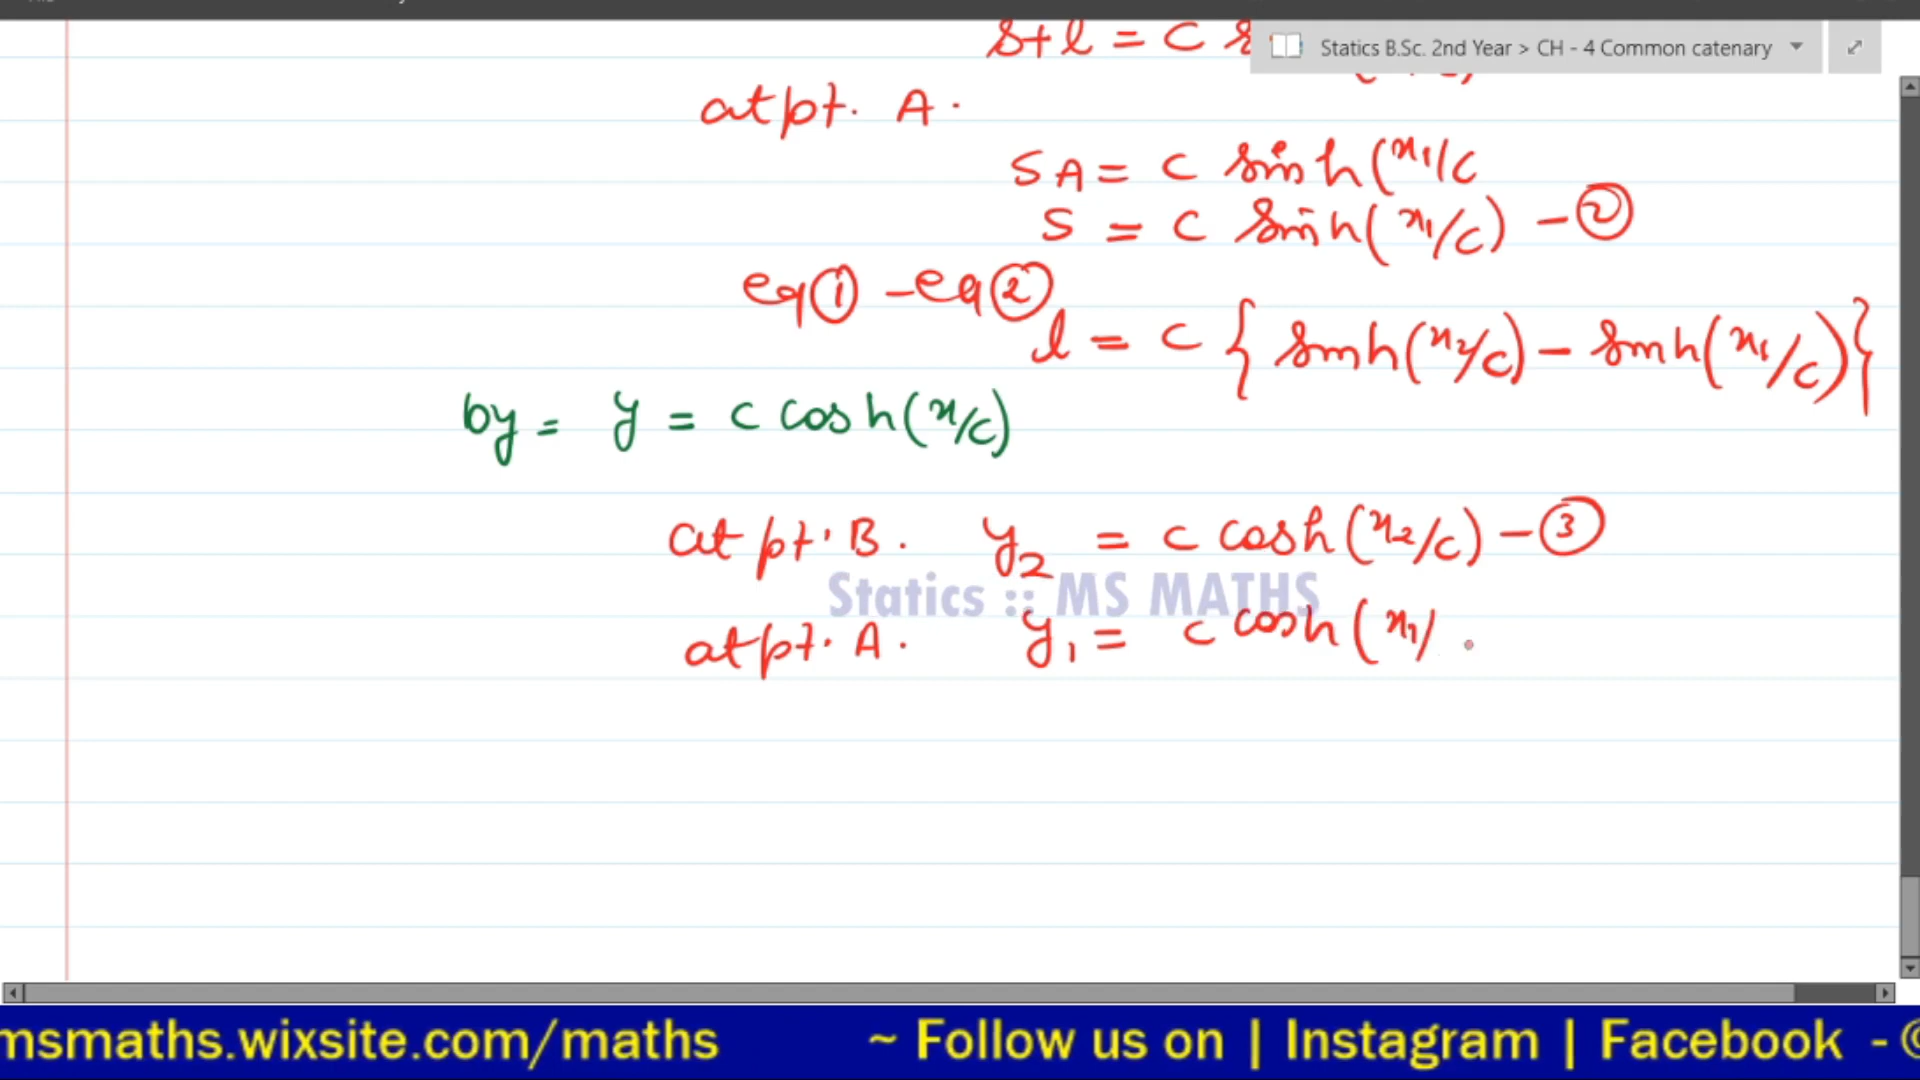 s+l = c
Statics B.Sc. 2nd Year > CH - 4 Common catenary
at pt. A.
SA = c sinh(x1/c
s = c sinh(x1/c) - ②
eq① - eq②
l = c { sinh(x2/c) - sinh(x1/c) }
by = y = c cosh(x/c)
at pt. B. y2 = c cosh(x2/c) - ③
Statics :: MS MATHS
at pt. A. y1 = c cosh(x1/
msmaths.wixsite.com/maths ~ Follow us on | Instagram | Facebook - ©